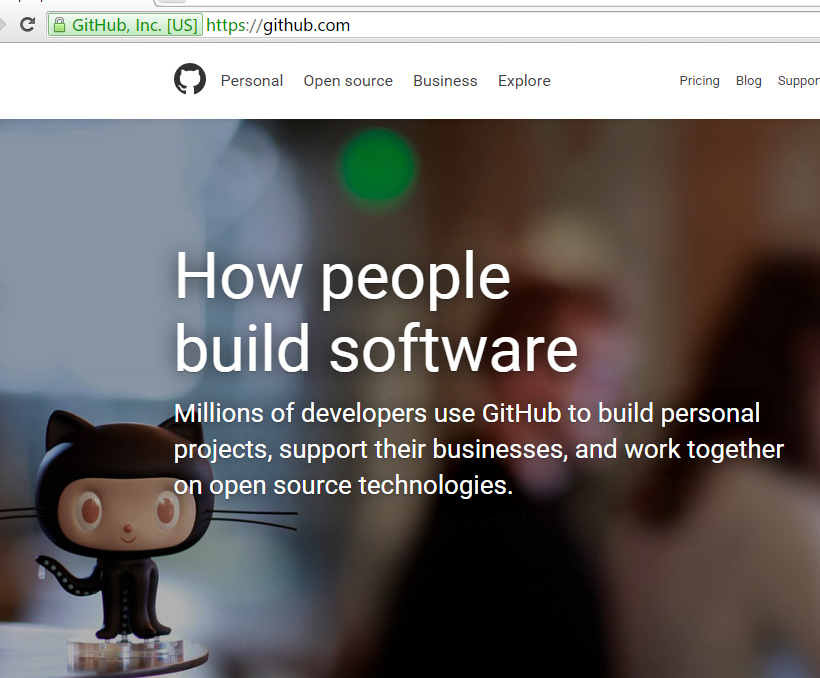 GitHub, Inc. [US] https://github.com
Personal Open source Business Explore Pricing Blog
How people
build software
Millions of developers use GitHub to build personal
projects, support their businesses, and work together
on open source technologies.